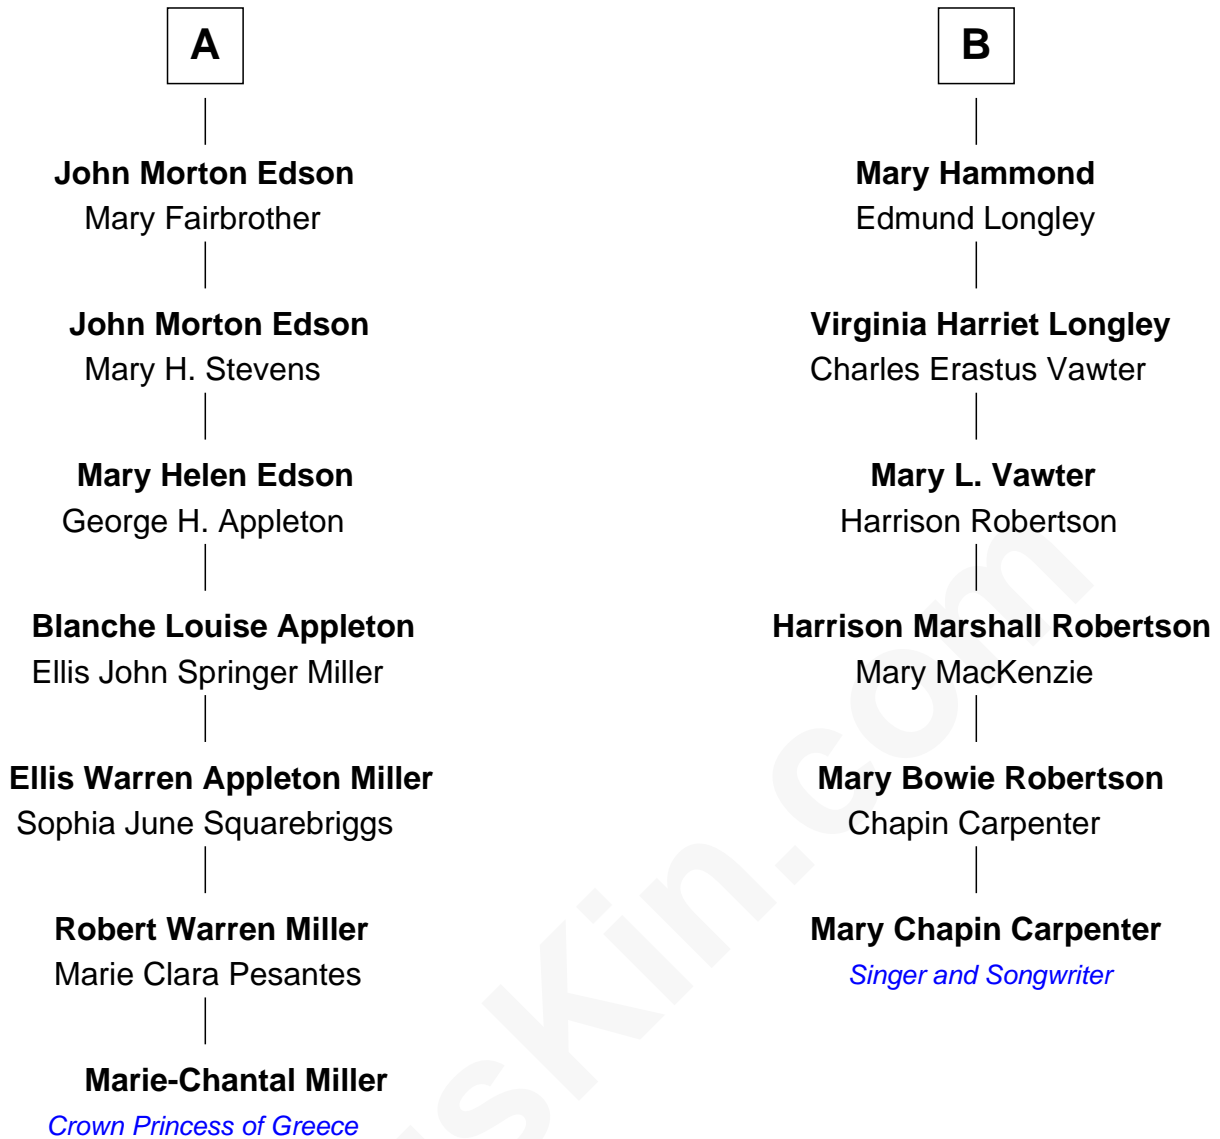 A
John Morton Edson
Mary Fairbrother
John Morton Edson
Mary H. Stevens
Mary Helen Edson
George H. Appleton
Blanche Louise Appleton
Ellis John Springer Miller
Ellis Warren Appleton Miller
Sophia June Squarebriggs
Robert Warren Miller
Marie Clara Pesantes
Marie-Chantal Miller
Crown Princess of Greece
B
Mary Hammond
Edmund Longley
Virginia Harriet Longley
Charles Erastus Vawter
Mary L. Vawter
Harrison Robertson
Harrison Marshall Robertson
Mary MacKenzie
Mary Bowie Robertson
Chapin Carpenter
Mary Chapin Carpenter
Singer and Songwriter
sKin.com